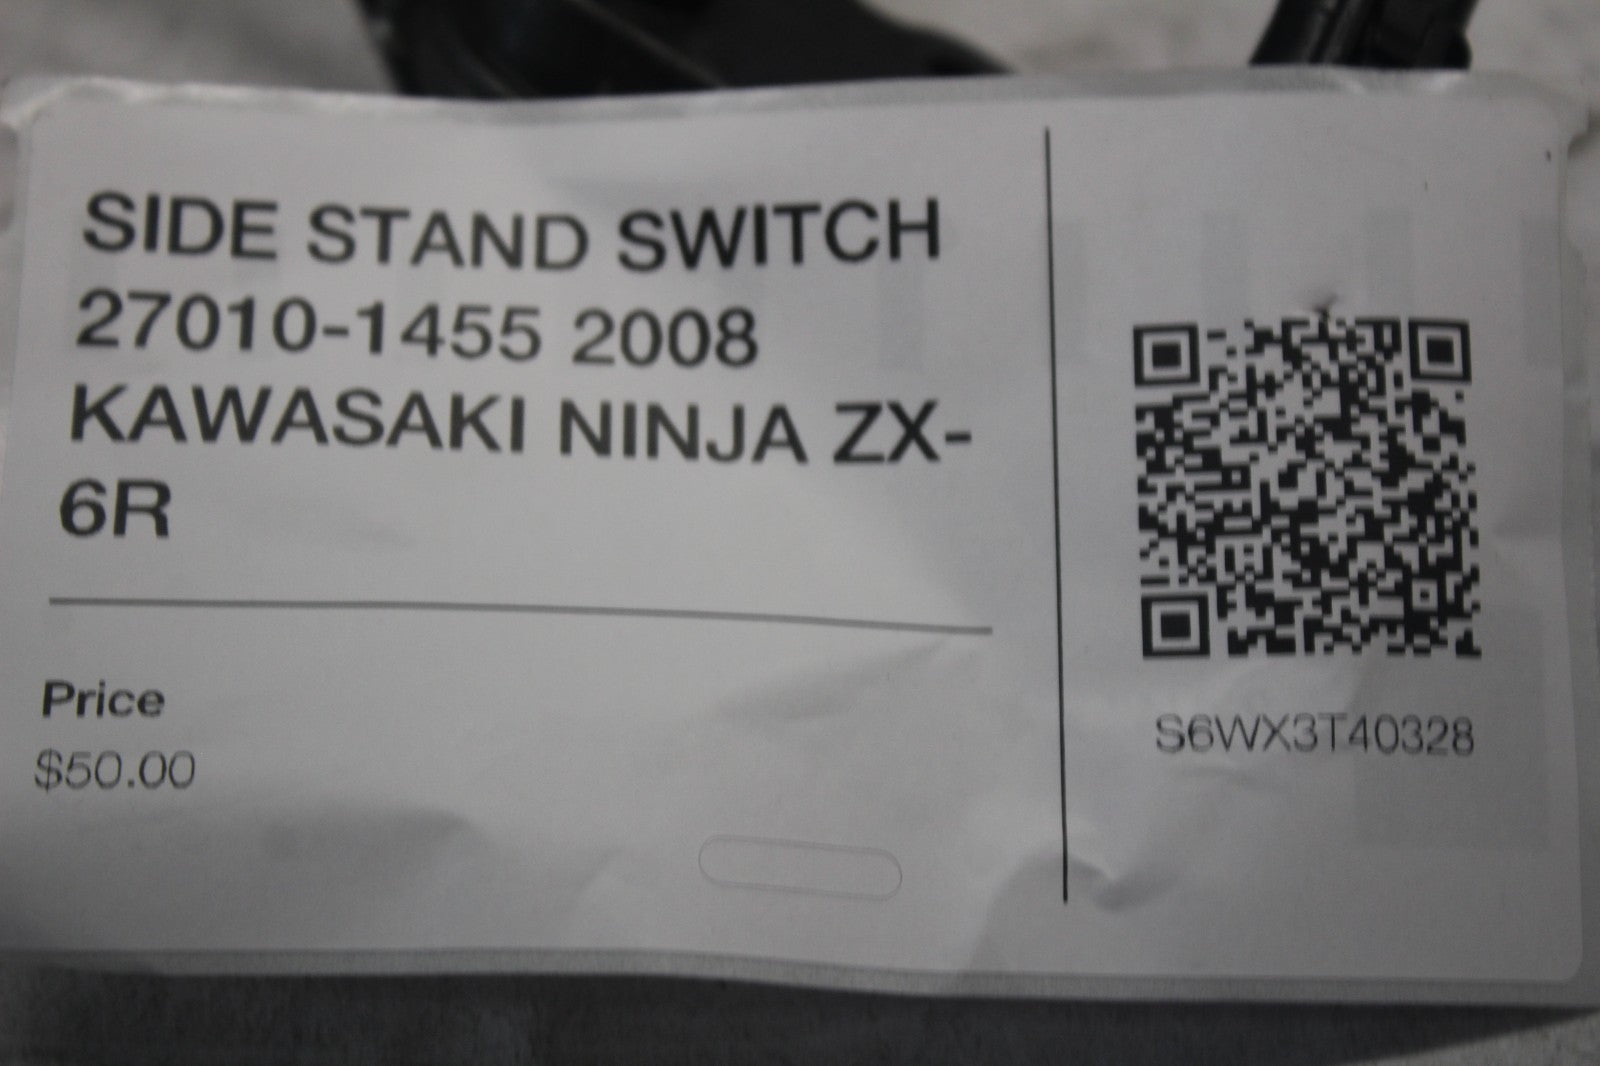 SIDE STAND SWITCH
27010-1455 2008
KAWASAKI NINJA ZX-
6R
Price
$50.00
S6WX3T40328